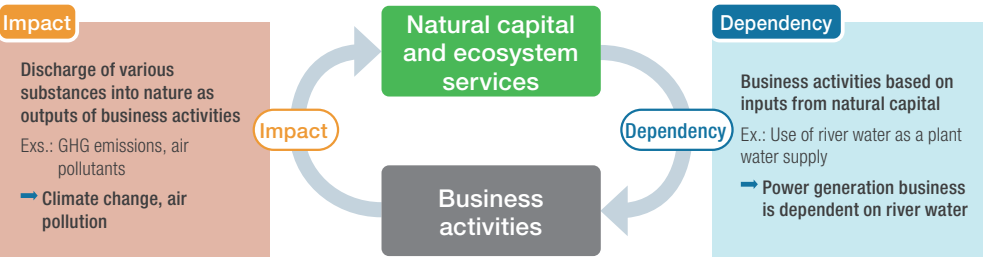 Impact
Discharge of various
substances into nature as
outputs of business activities
Exs.: GHG emissions, air
pollutants
➡ Climate change, air
pollution
Impact
Natural capital
and ecosystem
services
Business
activities
Dependency
Dependency
Business activities based on
inputs from natural capital
Ex.: Use of river water as a plant
water supply
➡ Power generation business
is dependent on river water